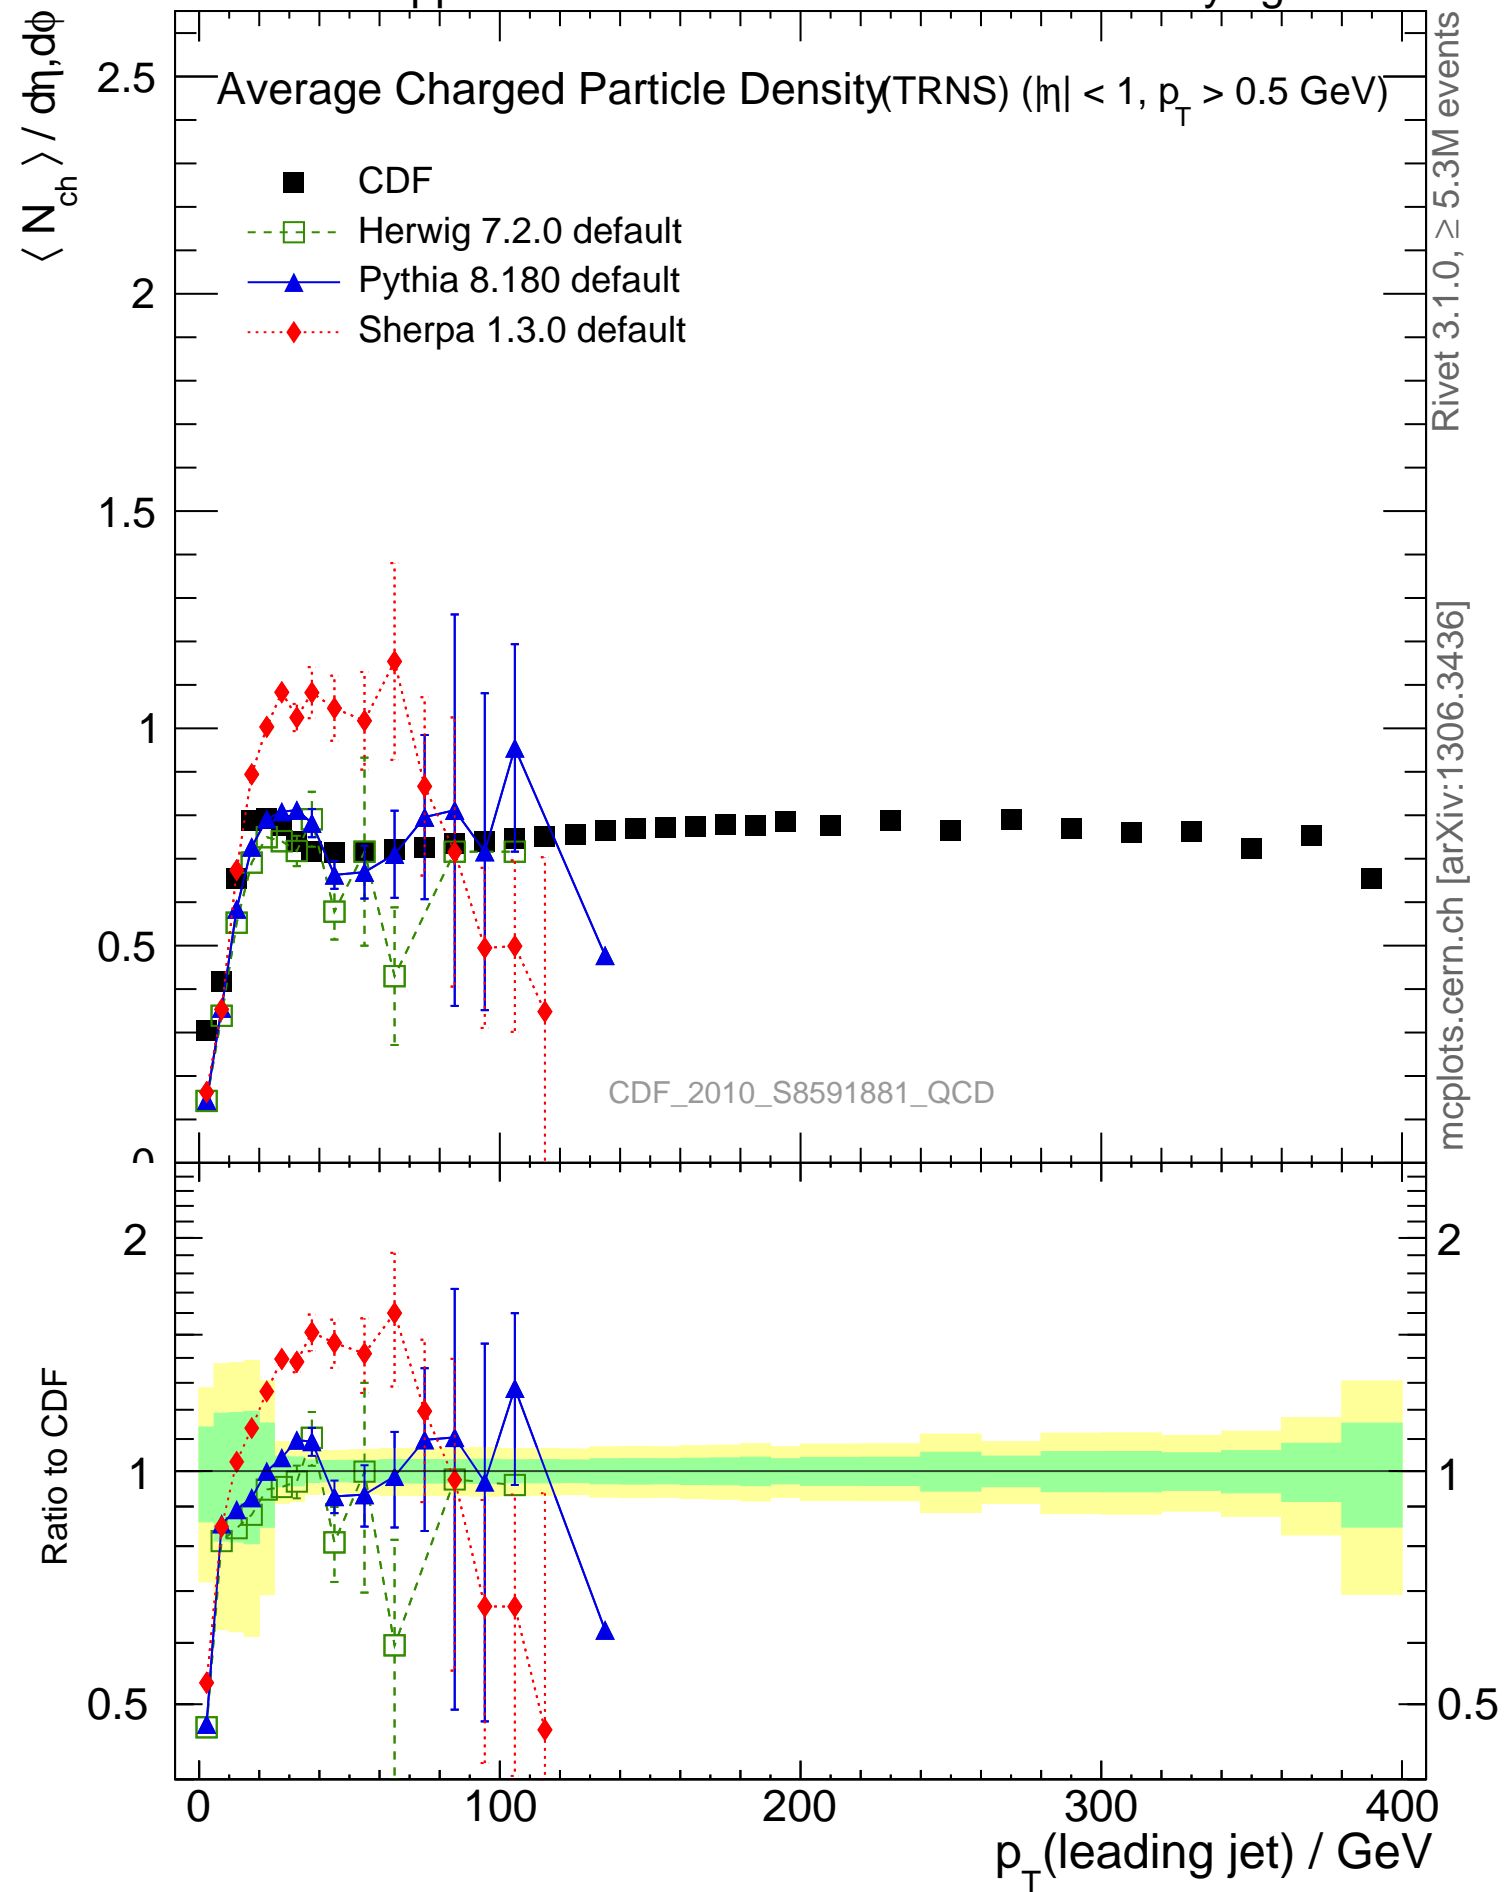 ⟨ N_ch ⟩ / dη,dϕ
Average Charged Particle Density (TRNS) (|η| < 1, p_T > 0.5 GeV)
CDF
Herwig 7.2.0 default
Pythia 8.180 default
Sherpa 1.3.0 default
2.5
2
1.5
1
0.5
0
CDF_2010_S8591881_QCD
Rivet 3.1.0, ≥ 5.3M events
mcplots.cern.ch [arXiv:1306.3436]
Ratio to CDF
2
1
0.5
2
1
0.5
0
100
200
300
400
p_T(leading jet) / GeV